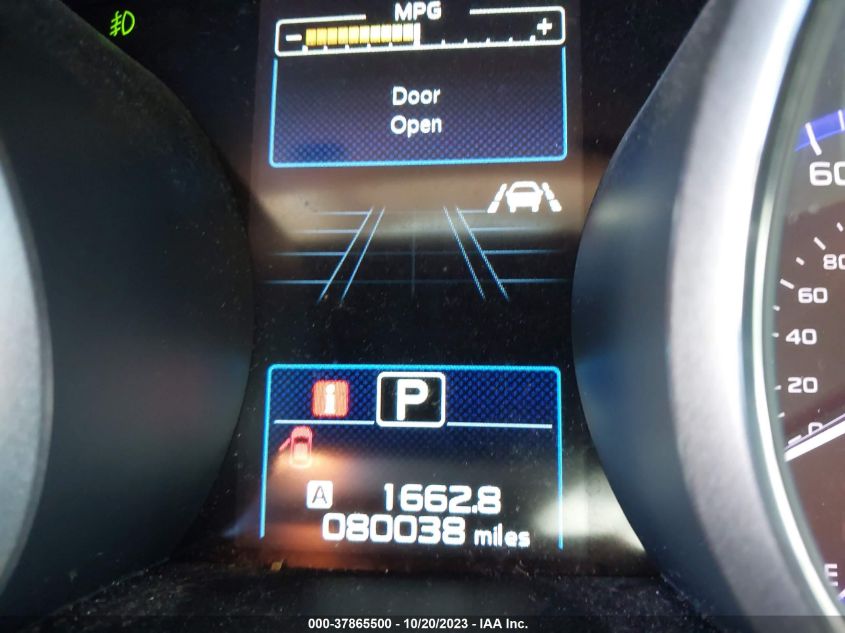 MPG
− +
Door
Open
60
80
60
40
20
0
i P
A 1662.8
080038 miles
E
000-37865500 - 10/20/2023 - IAA Inc.